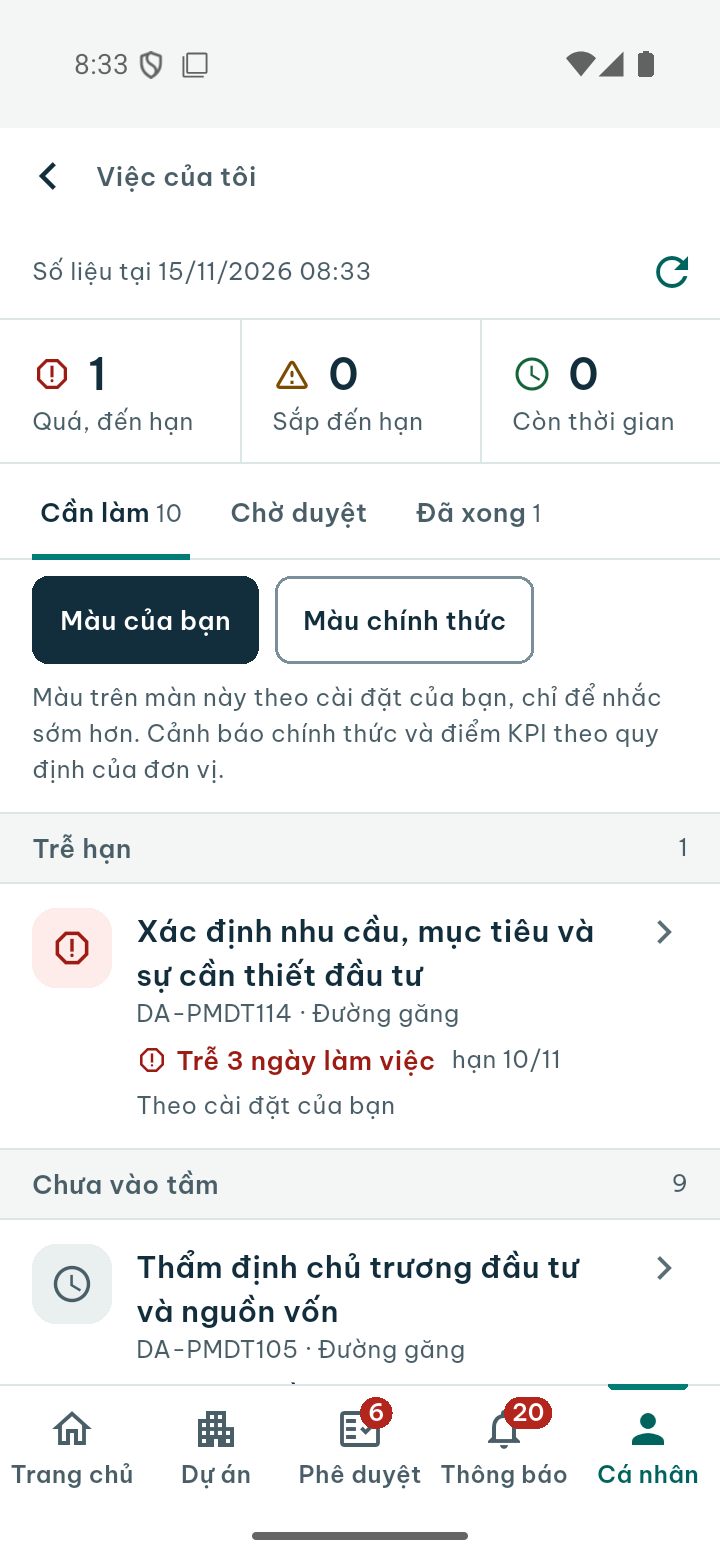 8:33
Việc của tôi
Số liệu tại 15/11/2026 08:33
1
Quá, đến hạn
0
Sắp đến hạn
0
Còn thời gian
Cần làm 10
Chờ duyệt
Đã xong 1
Màu của bạn
Màu chính thức
Màu trên màn này theo cài đặt của bạn, chỉ để nhắc
sớm hơn. Cảnh báo chính thức và điểm KPI theo quy
định của đơn vị.
Trễ hạn 1
Xác định nhu cầu, mục tiêu và
sự cần thiết đầu tư
DA-PMDT114 · Đường găng
Trễ 3 ngày làm việc hạn 10/11
Theo cài đặt của bạn
Chưa vào tầm 9
Thẩm định chủ trương đầu tư
và nguồn vốn
DA-PMDT105 · Đường găng
6
20
Trang chủ
Dự án
Phê duyệt
Thông báo
Cá nhân